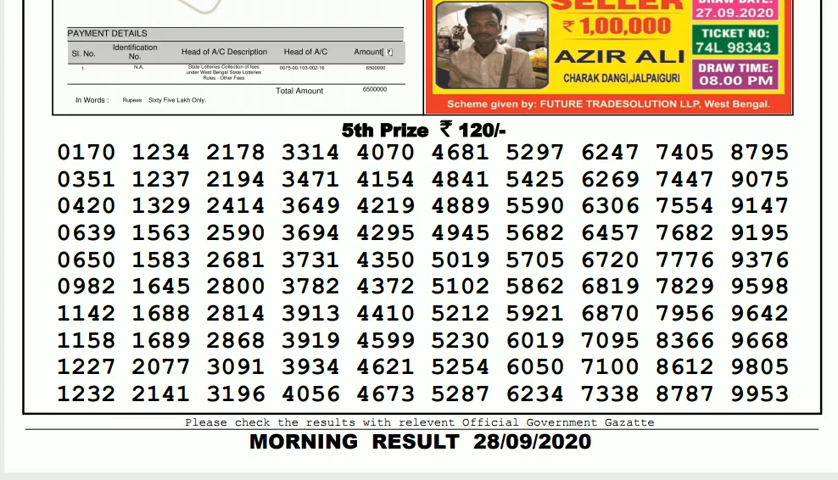 PAYMENT DETAILS
Sl. No. Identification No. Head of A/C Description Head of A/C Amount( ₹)
1 N.A. State Lotteries-Collection of fees under West Bengal State Lotteries Rules - Other Fees 0075-00-103-002-16 6500000
Total Amount 6500000
In Words : Rupees Sixty Five Lakh Only.
SELLER
₹ 1,00,000
AZIR ALI
CHARAK DANGI,JALPAIGURI
DRAW DATE:
27.09.2020
TICKET NO:
74L 98343
DRAW TIME:
08.00 PM
Scheme given by: FUTURE TRADESOLUTION LLP, West Bengal.
5th Prize ₹ 120/-
0170 1234 2178 3314 4070 4681 5297 6247 7405 8795
0351 1237 2194 3471 4154 4841 5425 6269 7447 9075
0420 1329 2414 3649 4219 4889 5590 6306 7554 9147
0639 1563 2590 3694 4295 4945 5682 6457 7682 9195
0650 1583 2681 3731 4350 5019 5705 6720 7776 9376
0982 1645 2800 3782 4372 5102 5862 6819 7829 9598
1142 1688 2814 3913 4410 5212 5921 6870 7956 9642
1158 1689 2868 3919 4599 5230 6019 7095 8366 9668
1227 2077 3091 3934 4621 5254 6050 7100 8612 9805
1232 2141 3196 4056 4673 5287 6234 7338 8787 9953
Please check the results with relevent Official Government Gazatte
MORNING RESULT 28/09/2020